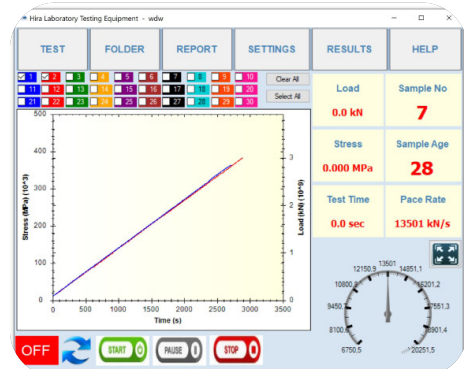 Hira Laboratory Testing Equipment - wdw
TEST FOLDER REPORT SETTINGS RESULTS HELP
1 2 3 4 5 6 7 8 9 10 Clear All
11 12 13 14 15 16 17 18 19 20 Select All
21 22 23 24 25 26 27 28 29 30
Load Sample No
0.0 kN 7
Stress Sample Age
0.000 MPa 28
Test Time Pace Rate
0.0 sec 13501 kN/s
Stress (MPa) (10^3)
500
400
300
200
100
0
Load (kN) (10^9)
3
2
1
0
0 500 1000 1500 2000 2500 3000 3500
Time (s)
13501
12150,9 14851,1
10800,8 16201,2
9450,7 17551,3
8100,6 18901,4
6750,5 20251,5
OFF START PAUSE STOP